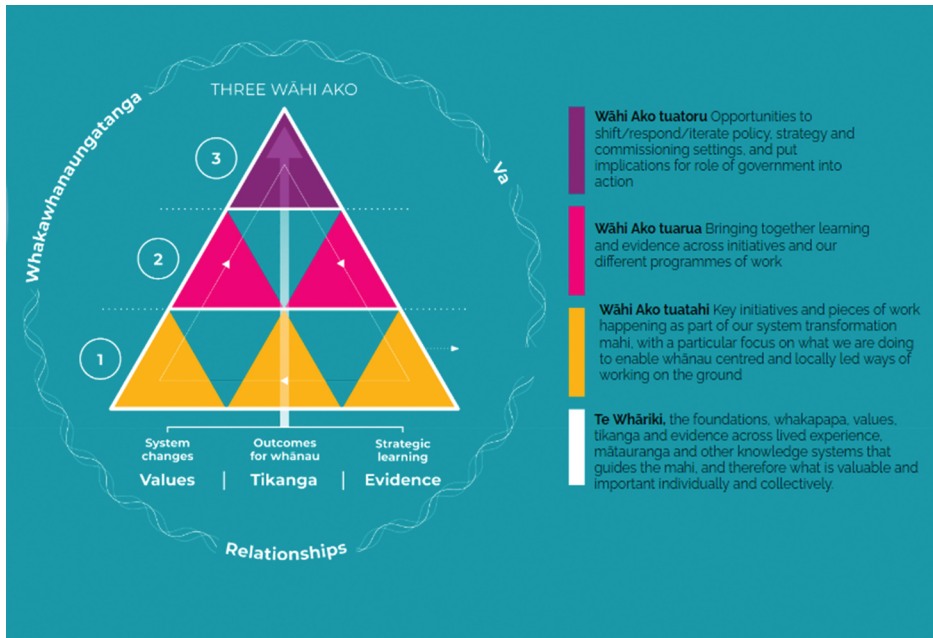 THREE WĀHI AKO
Whakawhanaungatanga
Va
3
2
1
System
changes
Outcomes
for whānau
Strategic
learning
Values | Tikanga | Evidence
Relationships
Wāhi Ako tuatoru Opportunities to
shift/respond/iterate policy, strategy and
commissioning settings, and put
implications for role of government into
action
Wāhi Ako tuarua Bringing together learning
and evidence across initiatives and our
different programmes of work
Wāhi Ako tuatahi Key initiatives and pieces of work
happening as part of our system transformation
mahi, with a particular focus on what we are doing
to enable whānau centred and locally led ways of
working on the ground
Te Whāriki, the foundations, whakapapa, values,
tikanga and evidence across lived experience,
mātauranga and other knowledge systems that
guides the mahi, and therefore what is valuable and
important individually and collectively.